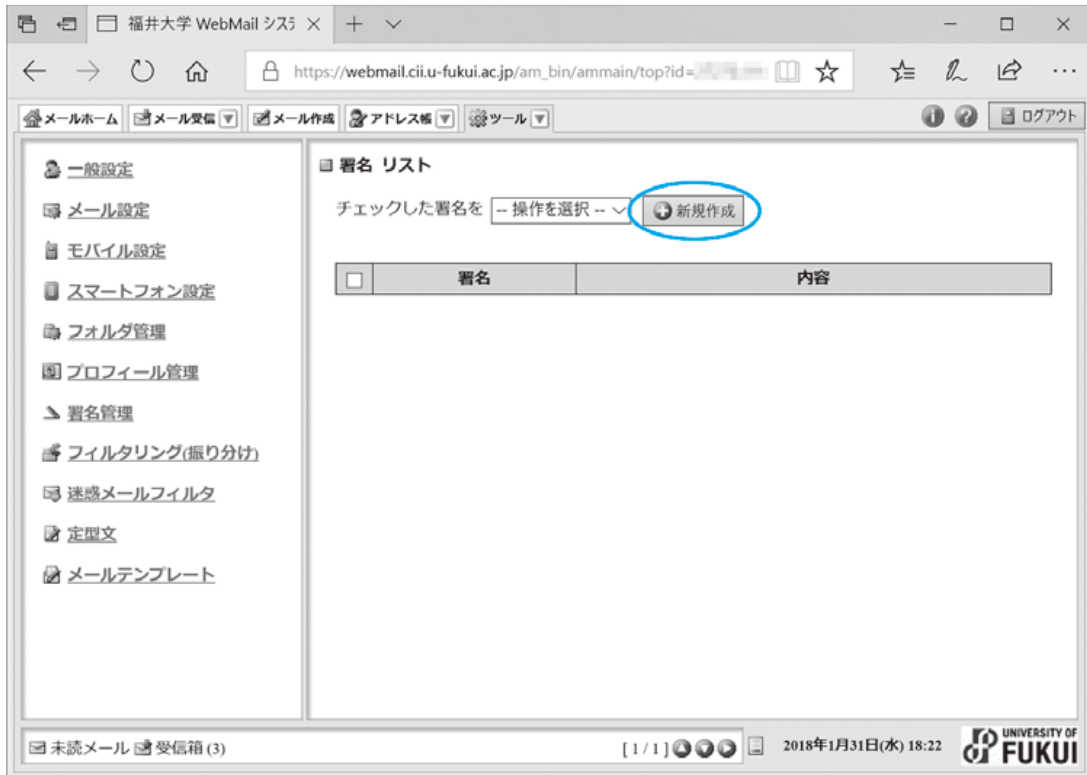 福井大学 WebMail シスラ
https://webmail.cii.u-fukui.ac.jp/am_bin/ammain/top?id=
メールホーム メール受信 メール作成 アドレス帳 ツール ログアウト
一般設定
メール設定
モバイル設定
スマートフォン設定
フォルダ管理
プロフィール管理
署名管理
フィルタリング(振り分け)
迷惑メールフィルタ
定型文
メールテンプレート
署名 リスト
チェックした署名を -- 操作を選択 -- 新規作成
署名 内容
未読メール 受信箱 (3) [1/1] 2018年1月31日(水) 18:22
UNIVERSITY OF
FUKUI